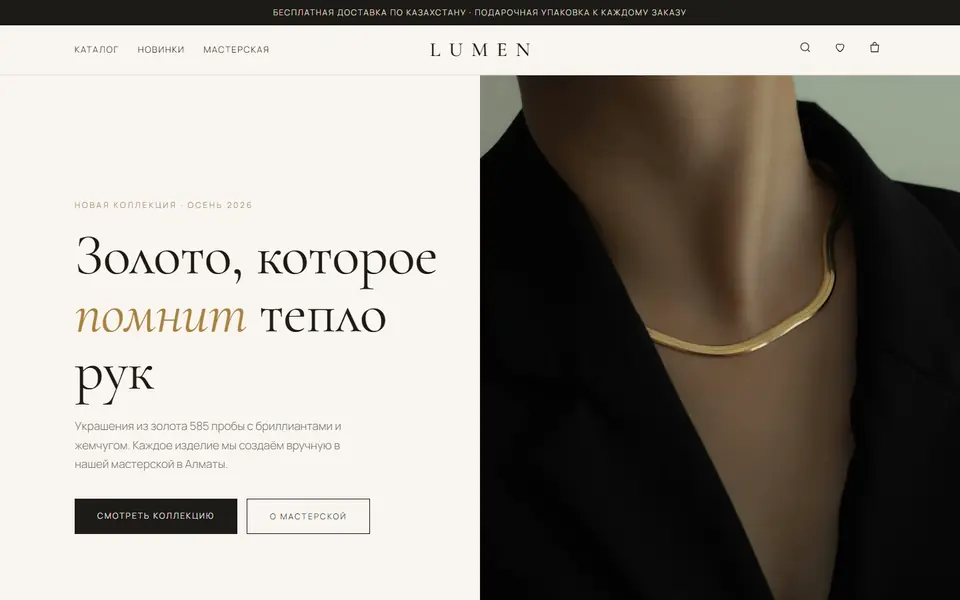 БЕСПЛАТНАЯ ДОСТАВКА ПО КАЗАХСТАНУ · ПОДАРОЧНАЯ УПАКОВКА К КАЖДОМУ ЗАКАЗУ
КАТАЛОГ НОВИНКИ МАСТЕРСКАЯ LUMEN
НОВАЯ КОЛЛЕКЦИЯ · ОСЕНЬ 2026
Золото, которое
помнит тепло
рук
Украшения из золота 585 пробы с бриллиантами и
жемчугом. Каждое изделие мы создаём вручную в
нашей мастерской в Алматы.
СМОТРЕТЬ КОЛЛЕКЦИЮ О МАСТЕРСКОЙ